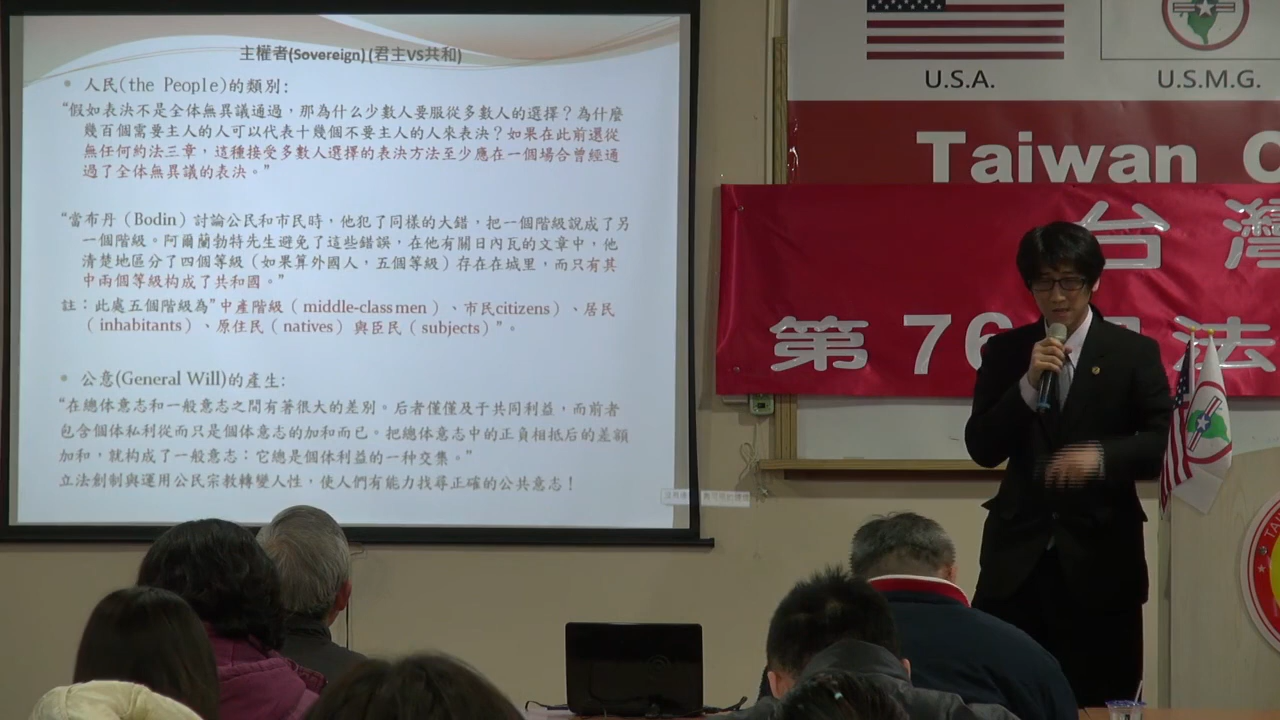 主權者(Sovereign)(君主VS共和)
• 人民(the People)的類別:
“假如表決不是全体無異議通過，那為什么少數人要服從多數人的選擇？為什麼
幾百個需要主人的人可以代表十幾個不要主人的人來表決？如果在此前還從
無任何約法三章，這種接受多數人選擇的表決方法至少應在一個場合曾經通
過了全体無異議的表決。”
“當布丹（Bodin）討論公民和市民時，他犯了同樣的大錯，把一個階級說成了另
一個階級。阿爾蘭勃特先生避免了這些錯誤，在他有關日內瓦的文章中，他
清楚地區分了四個等級（如果算外國人，五個等級）存在在城里，而只有其
中兩個等級构成了共和國。”
註：此處五個階級為”中產階級（middle-class men）、市民citizens）、居民
（inhabitants）、原住民（natives）與臣民（subjects）”。
• 公意(General Will)的產生:
“在總体意志和一般意志之間有著很大的差別。后者僅僅及于共同利益，而前者
包含個体私利從而只是個体意志的加和而已。把總体意志中的正負相抵后的差額
加和，就构成了一般意志：它總是個体利益的一种交集。”
立法創制與運用公民宗教轉變人性，使人們有能力找尋正確的公共意志！
U.S.A.
U.S.M.G.
Taiwan C
台灣
第 76 法